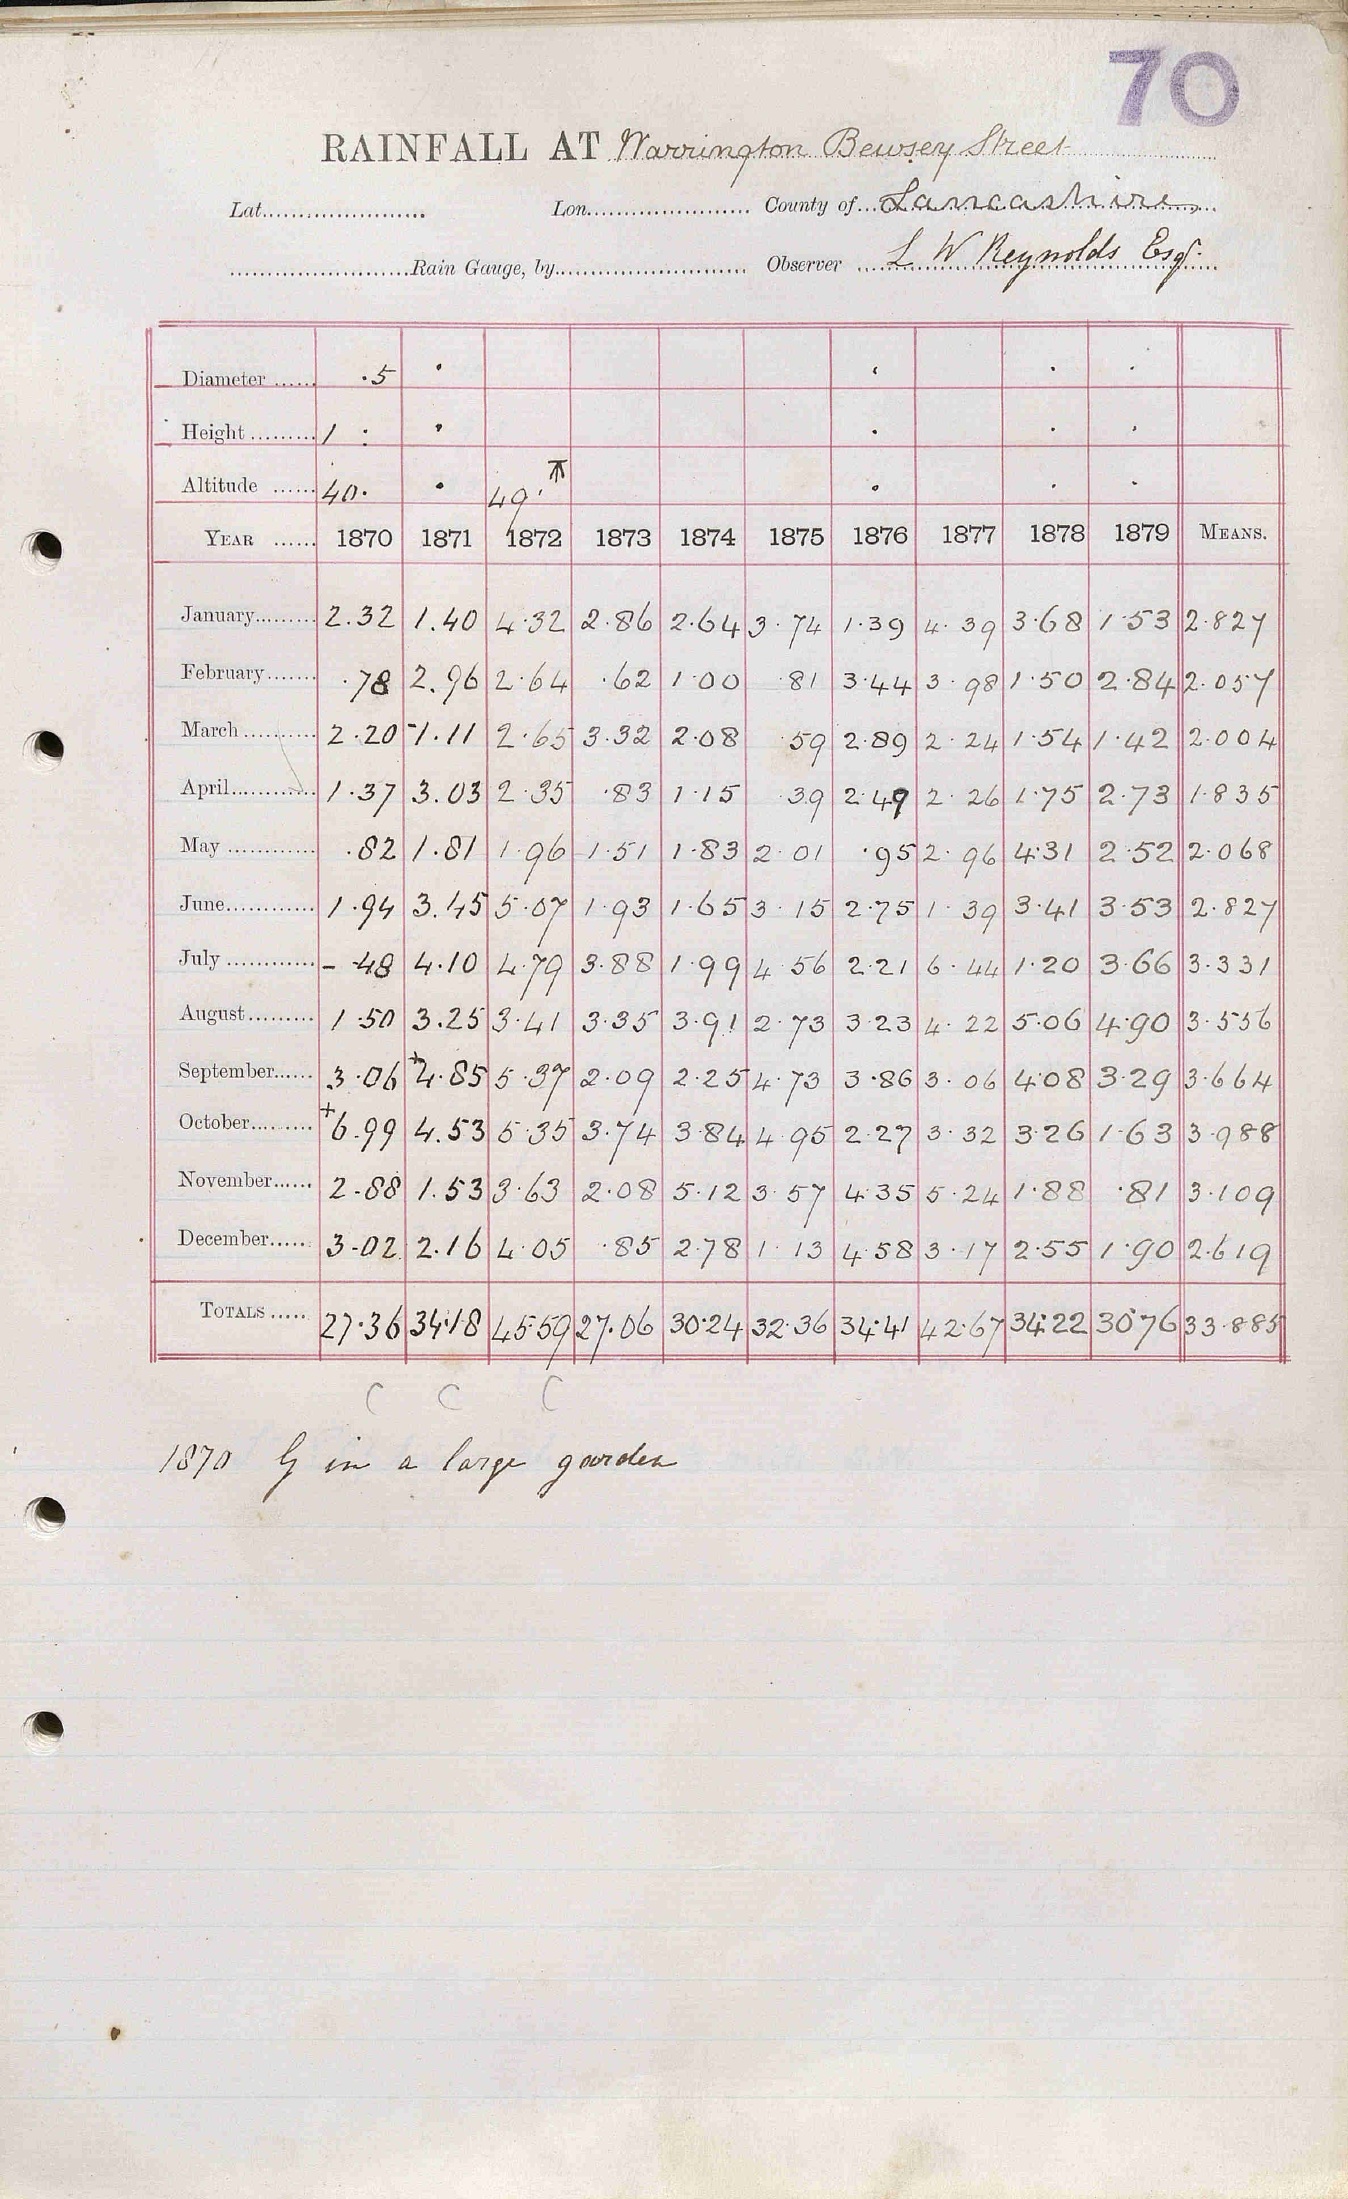 70
RAINFALL AT Warrington Bewsey Street
Lat. Lon. County of Lancashire
Rain Gauge, by Observer L W Reynolds Esqr.
Diameter ·5
Height 1 :
Altitude 40· 49·
YEAR 1870 1871 1872 1873 1874 1875 1876 1877 1878 1879 MEANS.
January 2.32 1.40 4·32 2·86 2·64 3·74 1·39 4·39 3·68 1·53 2·827
February ·78 2.96 2·64 ·62 1·00 ·81 3·44 3·98 1·50 2·84 2·057
March 2·20 1.11 2·65 3·32 2·08 ·59 2·89 2·24 1·54 1·42 2·004
April 1·37 3.03 2·35 ·83 1·15 ·39 2·49 2·26 1·75 2·73 1·835
May ·82 1.81 1·96 1·51 1·83 2·01 ·95 2·96 4·31 2·52 2·068
June 1·94 3.45 5·07 1·93 1·65 3·15 2·75 1·39 3·41 3·53 2·827
July - ·48 4.10 4·79 3·88 1·99 4·56 2·21 6·44 1·20 3·66 3·331
August 1·50 3.25 3·41 3·35 3·91 2·73 3·23 4·22 5·06 4·90 3·556
September 3·06 +4·85 5·37 2·09 2·25 4·73 3·86 3·06 4·08 3·29 3·664
October +6.99 4.53 5·35 3·74 3·84 4·95 2·27 3·32 3·26 1·63 3·988
November 2·88 1.53 3·63 2·08 5·12 3·57 4·35 5·24 1·88 ·81 3·109
December 3·02 2.16 4·05 ·85 2·78 1·13 4·58 3·17 2·55 1·90 2·619
TOTALS 27·36 34·18 45·59 27·06 30·24 32·36 34·41 42·67 34·22 30·76 33·885
C C C
1870 G in a large garden